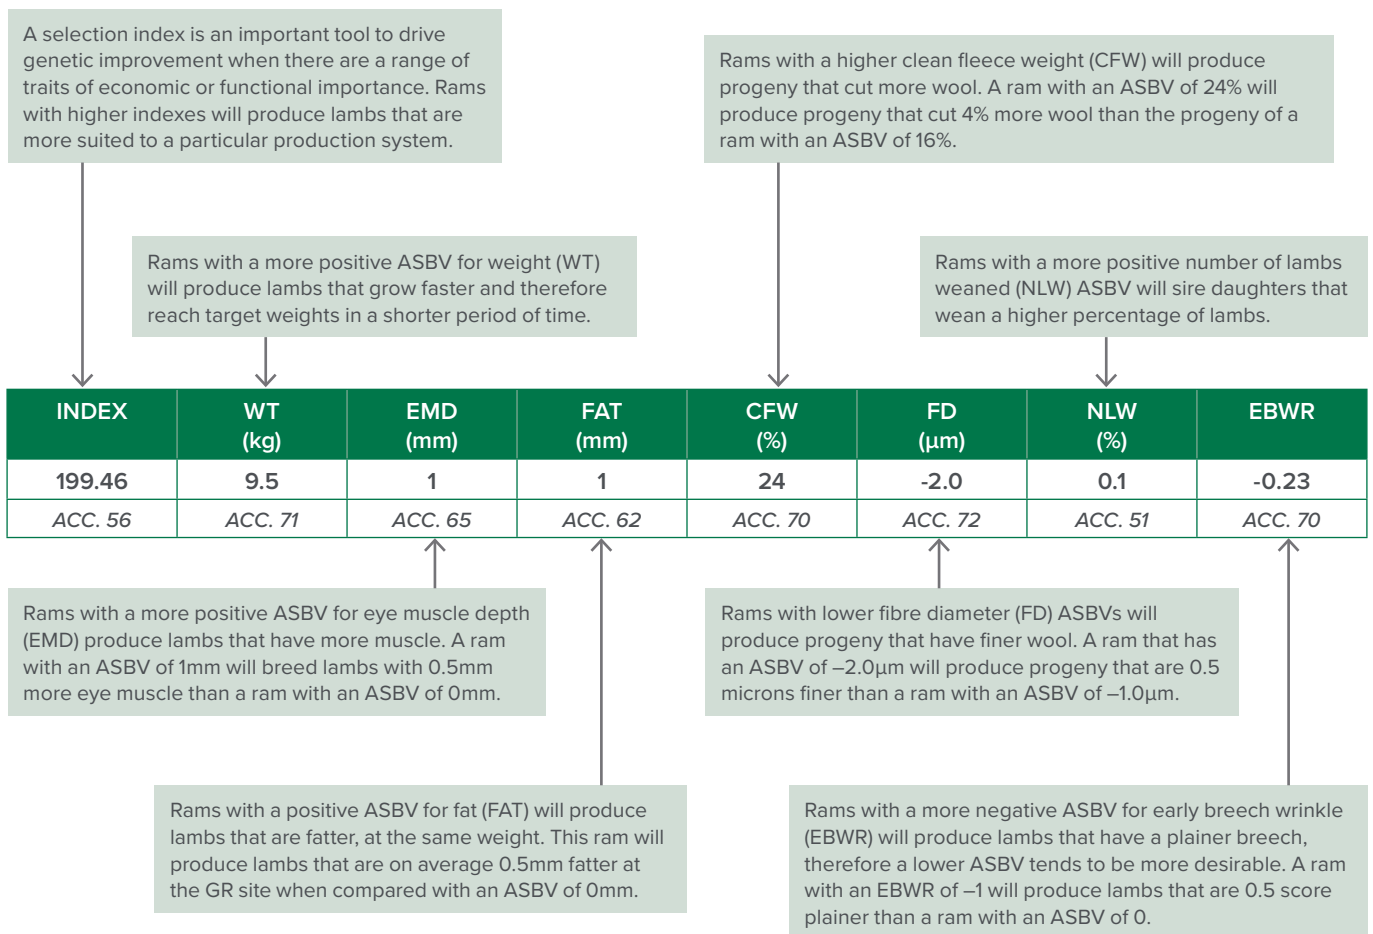 A selection index is an important tool to drive
genetic improvement when there are a range of
traits of economic or functional importance. Rams
with higher indexes will produce lambs that are
more suited to a particular production system.
Rams with a higher clean fleece weight (CFW) will produce
progeny that cut more wool. A ram with an ASBV of 24% will
produce progeny that cut 4% more wool than the progeny of a
ram with an ASBV of 16%.
Rams with a more positive ASBV for weight (WT)
will produce lambs that grow faster and therefore
reach target weights in a shorter period of time.
Rams with a more positive number of lambs
weaned (NLW) ASBV will sire daughters that
wean a higher percentage of lambs.
INDEX WT EMD FAT CFW FD NLW EBWR
(kg) (mm) (mm) (%) (μm) (%)
199.46 9.5 1 1 24 -2.0 0.1 -0.23
ACC. 56 ACC. 71 ACC. 65 ACC. 62 ACC. 70 ACC. 72 ACC. 51 ACC. 70
Rams with a more positive ASBV for eye muscle depth
(EMD) produce lambs that have more muscle. A ram
with an ASBV of 1mm will breed lambs with 0.5mm
more eye muscle than a ram with an ASBV of 0mm.
Rams with lower fibre diameter (FD) ASBVs will
produce progeny that have finer wool. A ram that has
an ASBV of –2.0μm will produce progeny that are 0.5
microns finer than a ram with an ASBV of –1.0μm.
Rams with a positive ASBV for fat (FAT) will produce
lambs that are fatter, at the same weight. This ram will
produce lambs that are on average 0.5mm fatter at
the GR site when compared with an ASBV of 0mm.
Rams with a more negative ASBV for early breech wrinkle
(EBWR) will produce lambs that have a plainer breech,
therefore a lower ASBV tends to be more desirable. A ram
with an EBWR of –1 will produce lambs that are 0.5 score
plainer than a ram with an ASBV of 0.